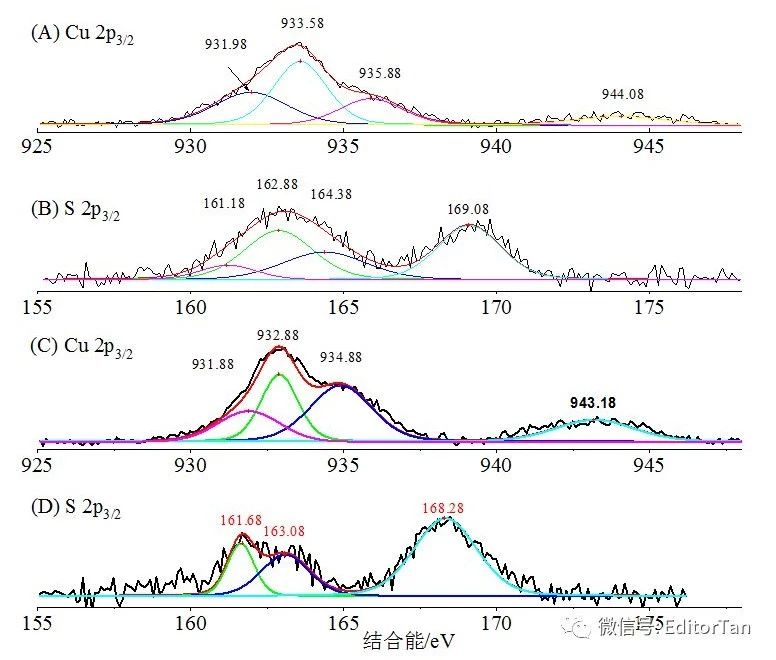 (A) Cu 2p3/2
931.98
933.58
935.88
944.08
925 930 935 940 945
(B) S 2p3/2
161.18
162.88
164.38
169.08
155 160 165 170 175
(C) Cu 2p3/2
931.88
932.88
934.88
943.18
925 930 935 940 945
(D) S 2p3/2
161.68
163.08
168.28
155 160 165 170 175
结合能/eV
微信号: EditorTan